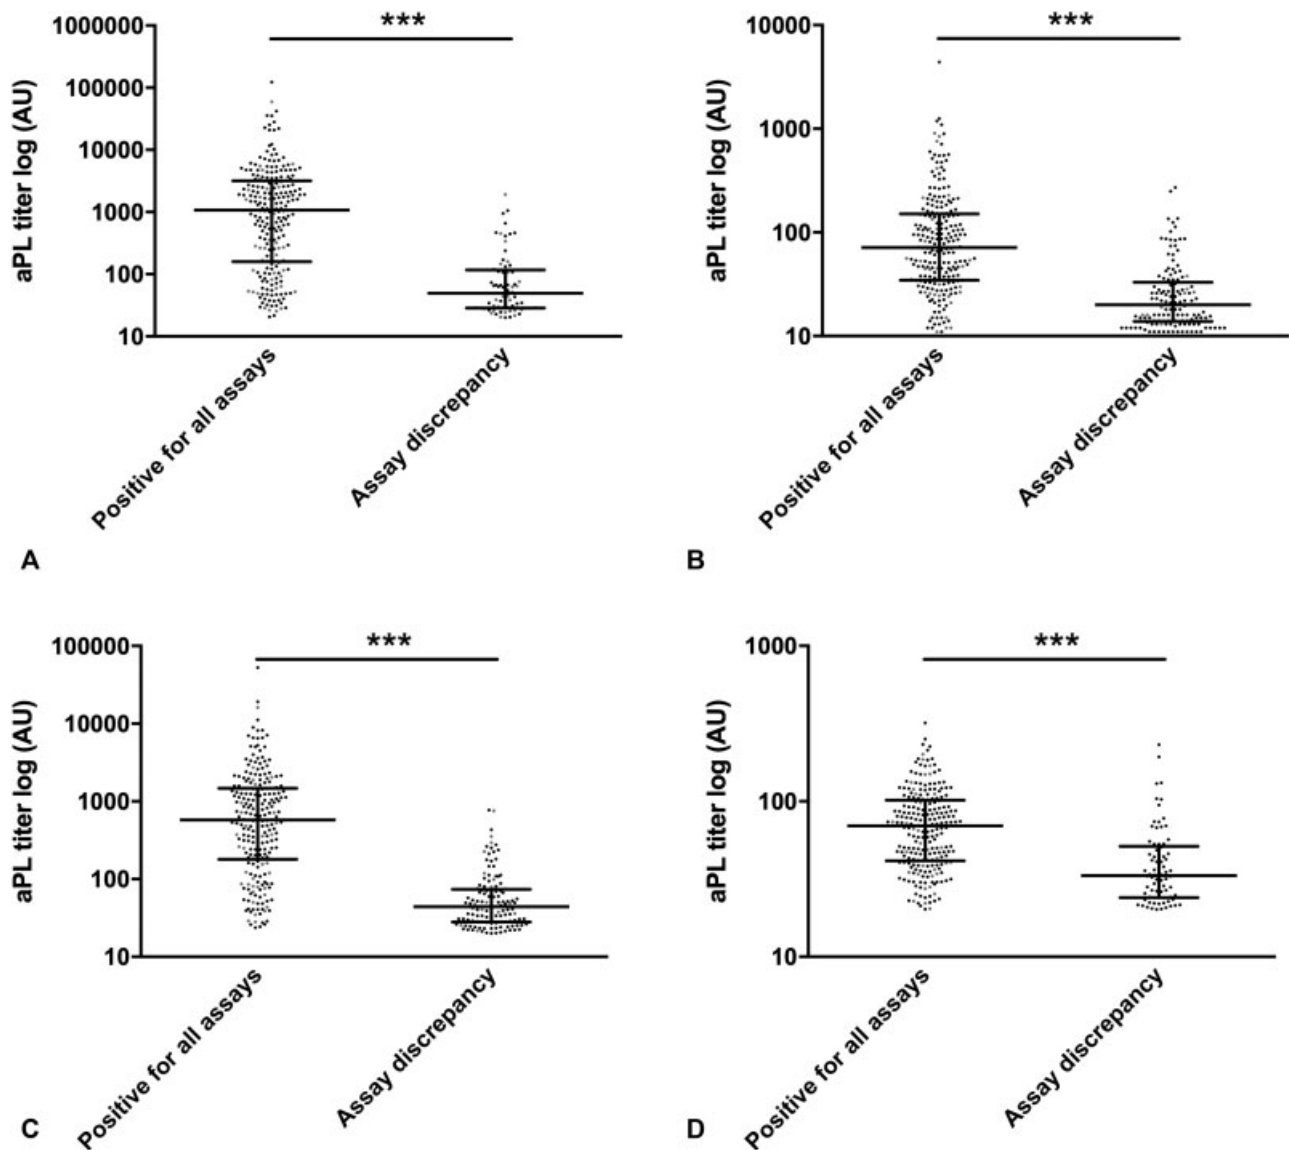 ***
1000000
100000
10000
1000
100
10
aPL titer log (AU)
Positive for all assays
Assay discrepancy
A
***
10000
1000
100
10
aPL titer log (AU)
Positive for all assays
Assay discrepancy
B
***
100000
10000
1000
100
10
aPL titer log (AU)
Positive for all assays
Assay discrepancy
C
***
1000
100
10
aPL titer log (AU)
Positive for all assays
Assay discrepancy
D